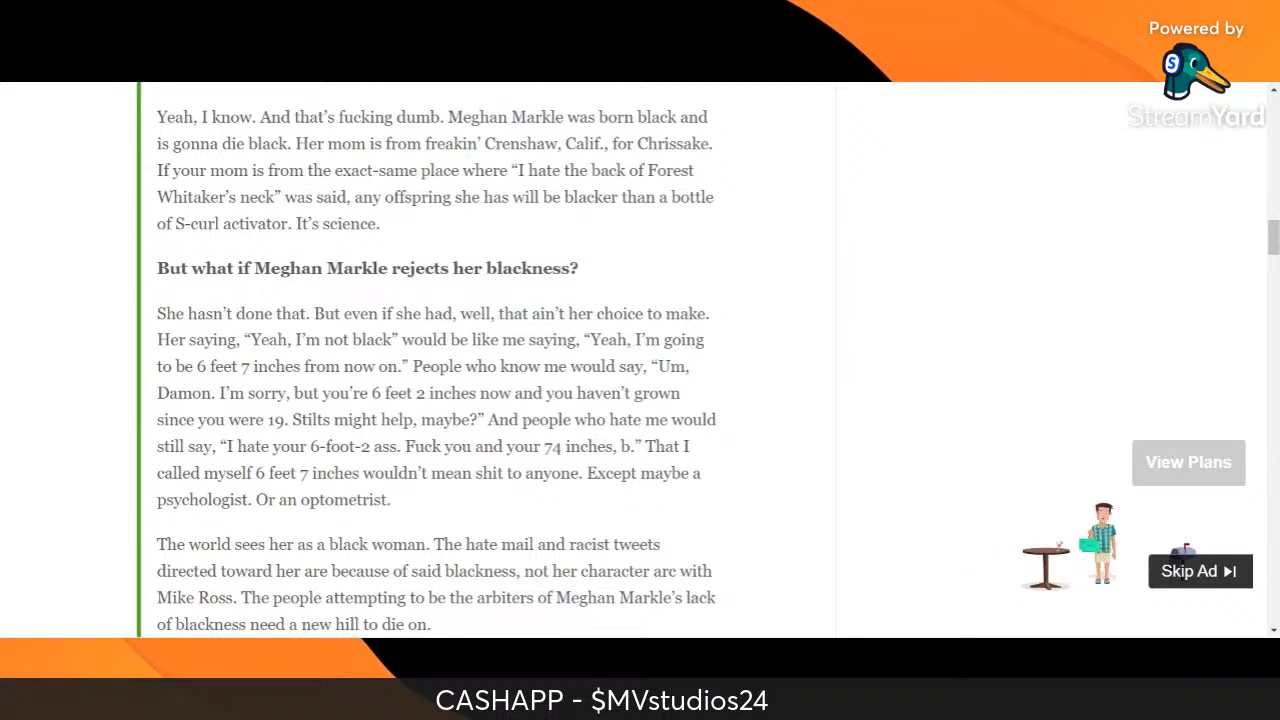 Powered by
S
StreamYard
Yeah, I know. And that’s fucking dumb. Meghan Markle was born black and
is gonna die black. Her mom is from freakin’ Crenshaw, Calif., for Chrissake.
If your mom is from the exact-same place where “I hate the back of Forest
Whitaker’s neck” was said, any offspring she has will be blacker than a bottle
of S-curl activator. It’s science.
But what if Meghan Markle rejects her blackness?
She hasn’t done that. But even if she had, well, that ain’t her choice to make.
Her saying, “Yeah, I’m not black” would be like me saying, “Yeah, I’m going
to be 6 feet 7 inches from now on.” People who know me would say, “Um,
Damon. I’m sorry, but you’re 6 feet 2 inches now and you haven’t grown
since you were 19. Stilts might help, maybe?” And people who hate me would
still say, “I hate your 6-foot-2 ass. Fuck you and your 74 inches, b.” That I
called myself 6 feet 7 inches wouldn’t mean shit to anyone. Except maybe a
psychologist. Or an optometrist.
The world sees her as a black woman. The hate mail and racist tweets
directed toward her are because of said blackness, not her character arc with
Mike Ross. The people attempting to be the arbiters of Meghan Markle’s lack
of blackness need a new hill to die on.
View Plans
Skip Ad
CASHAPP - $MVstudios24